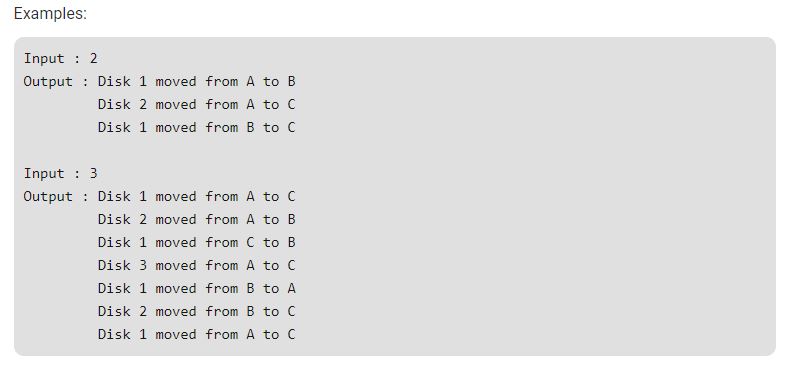 Examples:
Input : 2
Output : Disk 1 moved from A to B
Disk 2 moved from A to C
Disk 1 moved from B to C
Input : 3
Output : Disk 1 moved from A to C
Disk 2 moved from A to B
Disk 1 moved from C to B
Disk 3 moved from A to C
Disk 1 moved from B to A
Disk 2 moved from B to C
Disk 1 moved from A to C